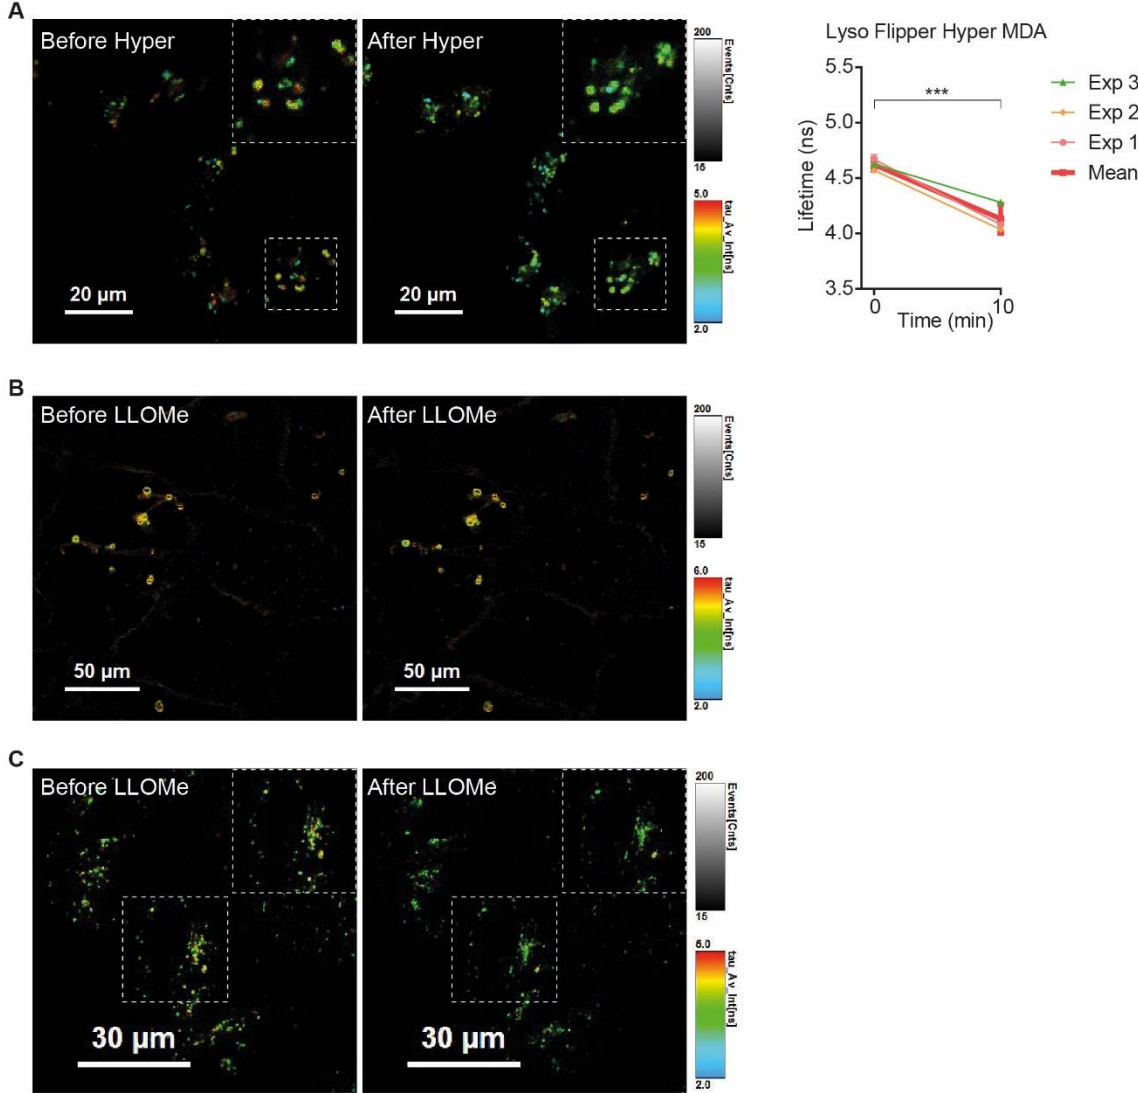 A
Before Hyper
20 µm
After Hyper
20 µm
200
Events[Cnts]
15
5.0
tau_Av_Int[ns]
2.0
Lyso Flipper Hyper MDA
5.5
5.0
4.5
4.0
3.5
Lifetime (ns)
***
0
10
Time (min)
Exp 3
Exp 2
Exp 1
Mean
B
Before LLOMe
50 µm
After LLOMe
50 µm
200
Events[Cnts]
15
6.0
tau_Av_Int[ns]
2.0
C
Before LLOMe
30 µm
After LLOMe
30 µm
200
Events[Cnts]
15
tau_Av_Int[ns]
2.0